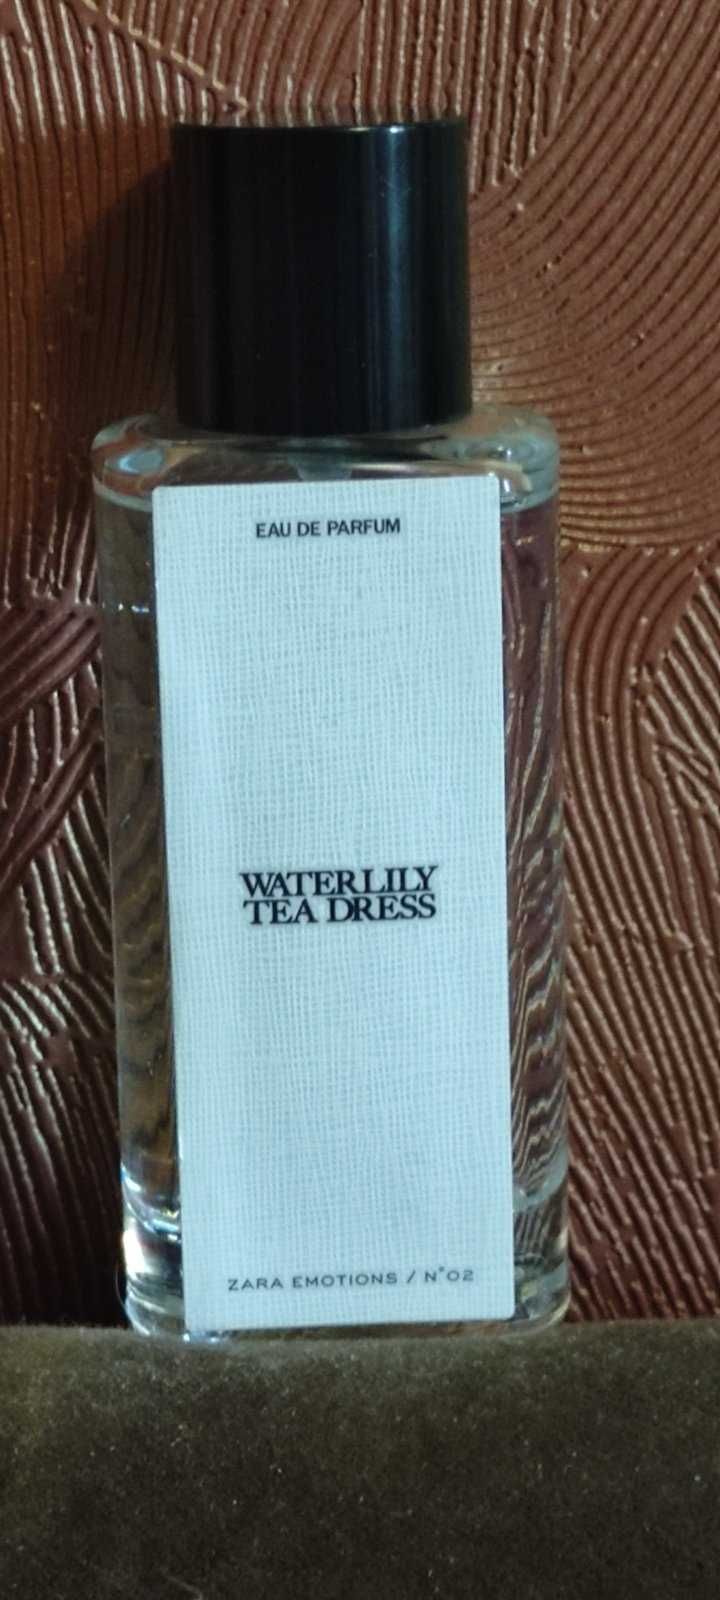 EAU DE PARFUM
WATERLILY
TEA DRESS
ZARA EMOTIONS / N°02